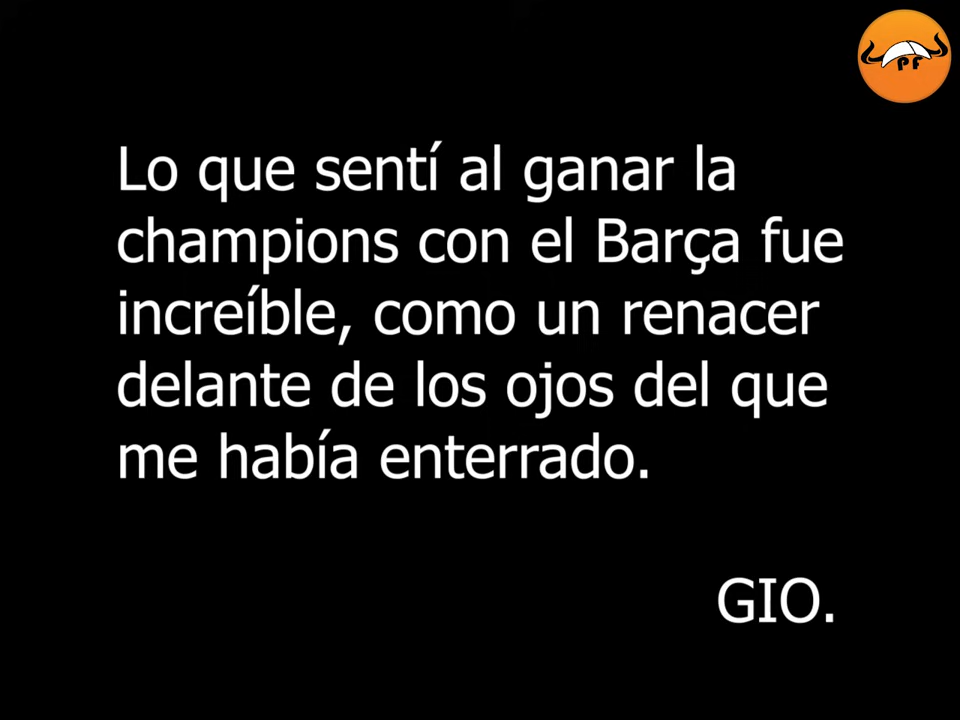 PF
Lo que sentí al ganar la
champions con el Barça fue
increíble, como un renacer
delante de los ojos del que
me había enterrado.
GIO.